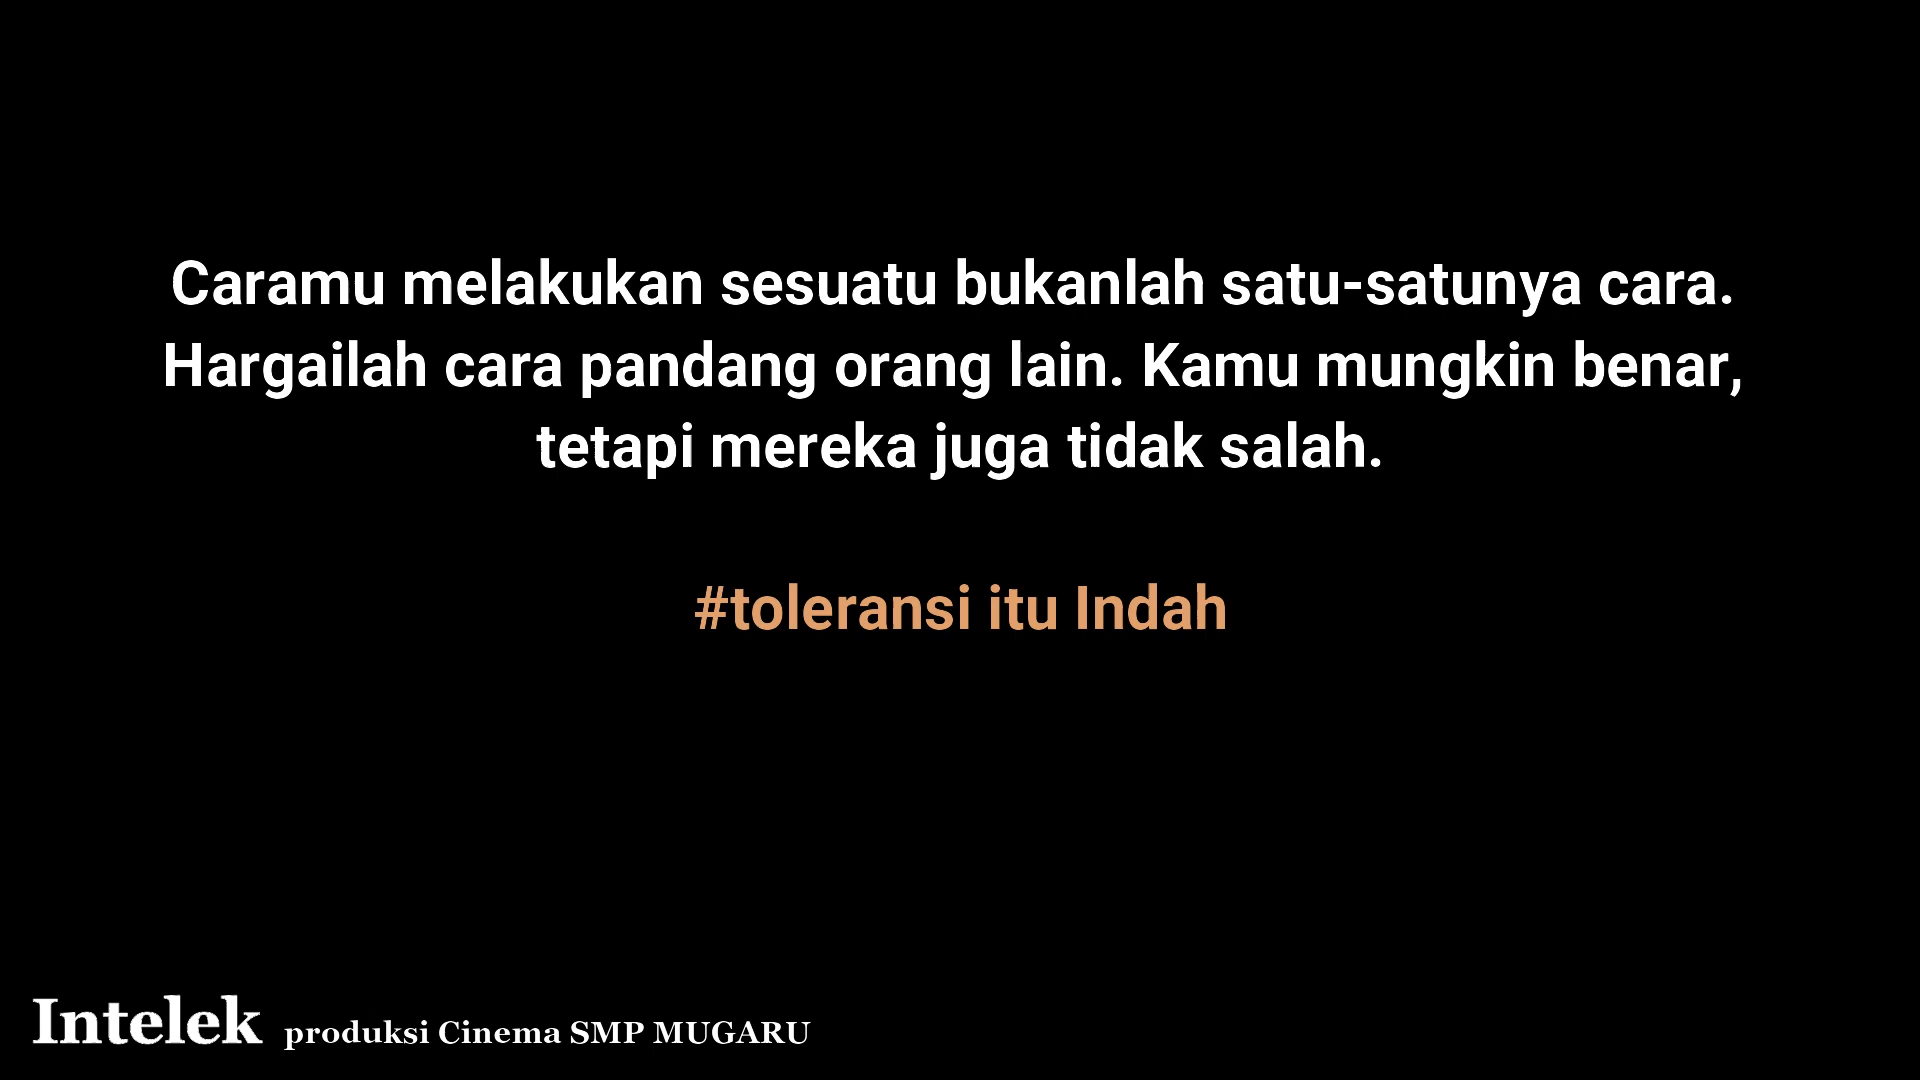 Caramu melakukan sesuatu bukanlah satu-satunya cara.
Hargailah cara pandang orang lain. Kamu mungkin benar,
tetapi mereka juga tidak salah.
#toleransi itu Indah
Intelek produksi Cinema SMP MUGARU